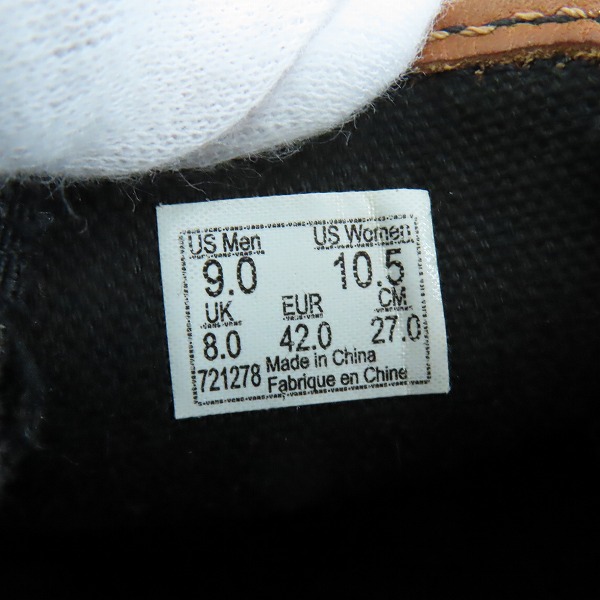 US Men US Women
9.0 10.5
UK EUR CM
8.0 42.0 27.0
721278 Made in China
Fabrique en Chine